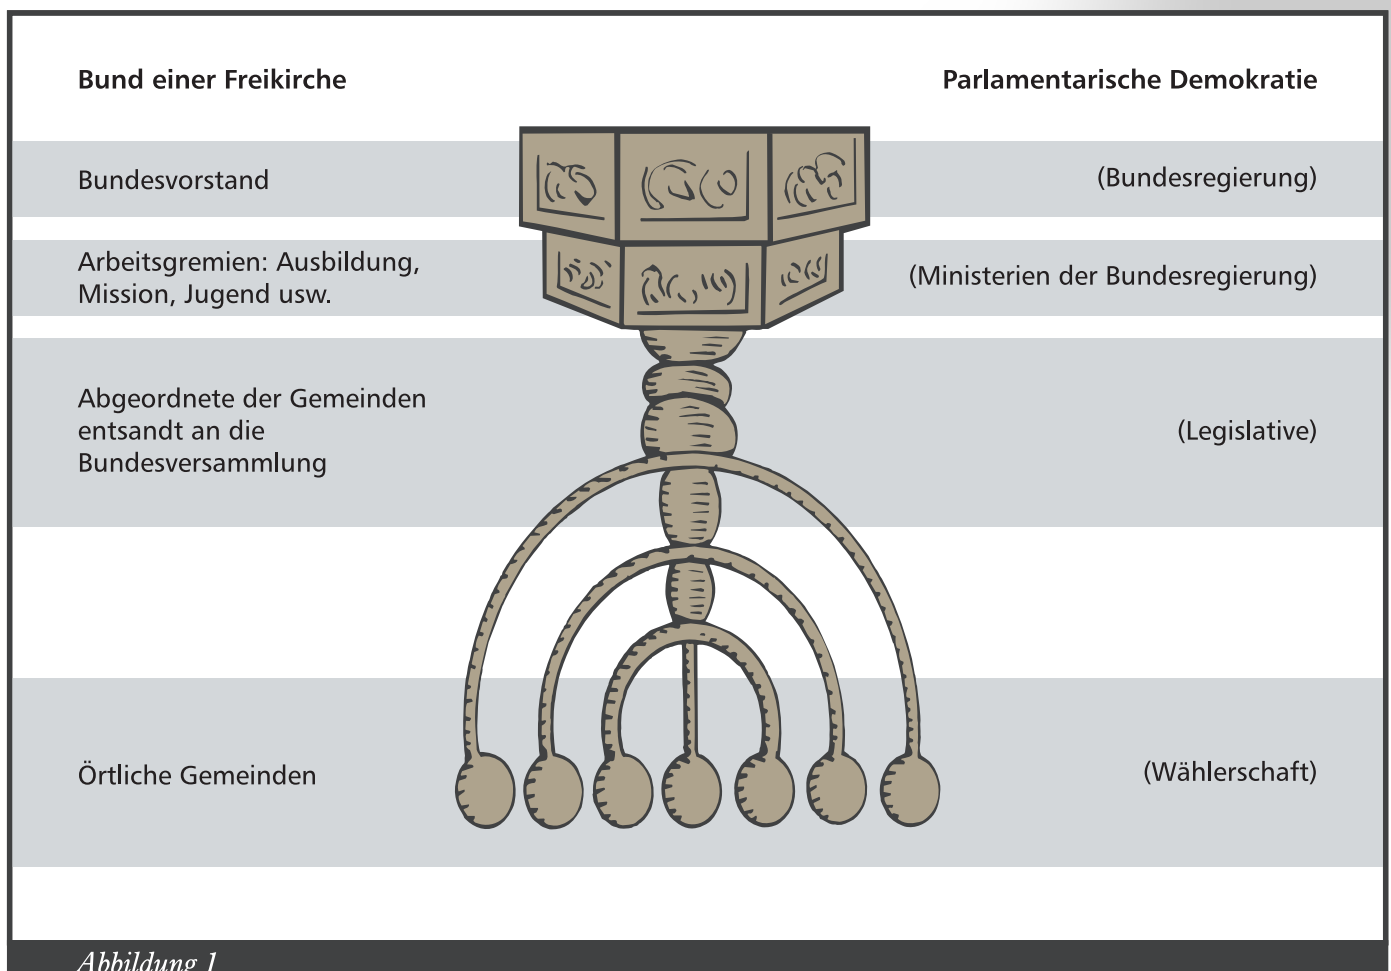 Bund einer Freikirche
Parlamentarische Demokratie
Bundesvorstand
(Bundesregierung)
Arbeitsgremien: Ausbildung,
Mission, Jugend usw.
(Ministerien der Bundesregierung)
Abgeordnete der Gemeinden
entsandt an die
Bundesversammlung
(Legislative)
Örtliche Gemeinden
(Wählerschaft)
Abbildung 1